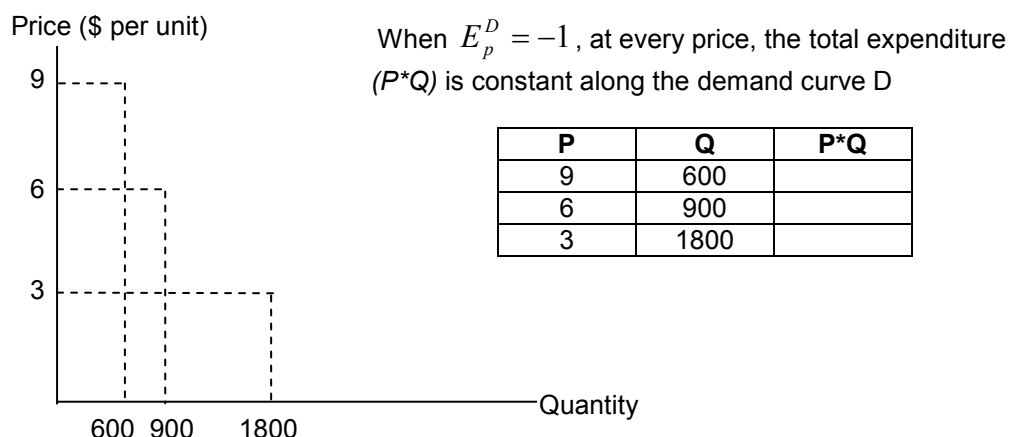 Price ($ per unit)
9
6
3
600 900 1800
Quantity
When E_p^D = −1, at every price, the total expenditure
(P*Q) is constant along the demand curve D
P Q P*Q
9 600
6 900
3 1800